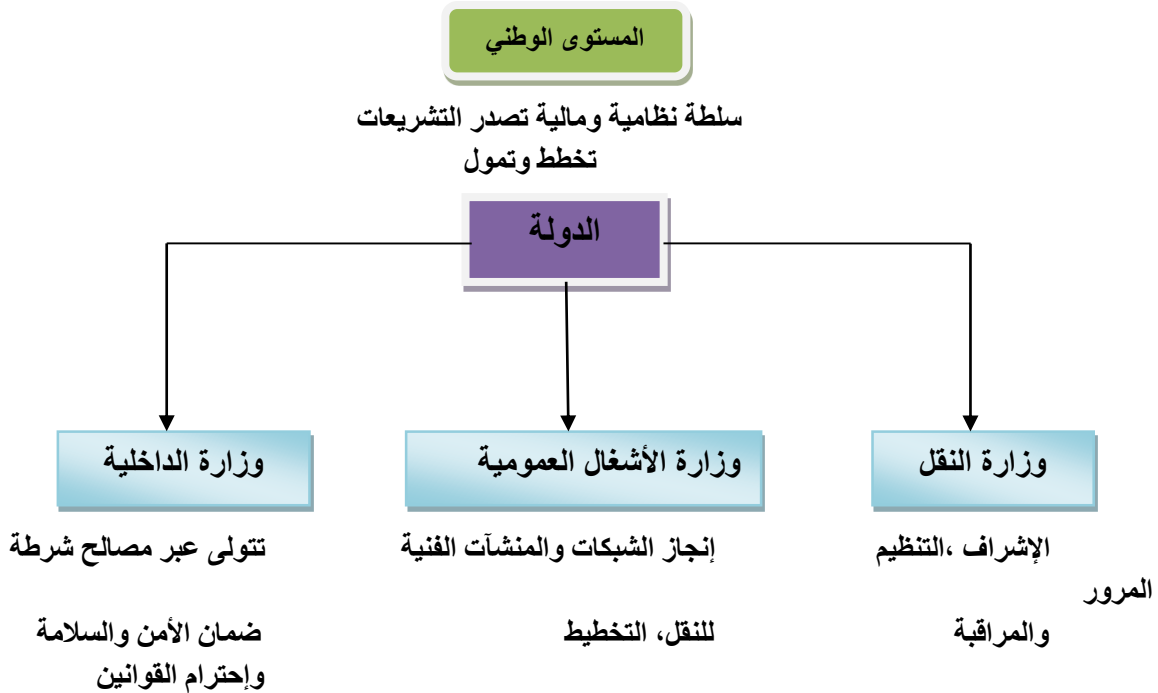 المستوى الوطني
سلطة نظامية ومالية تصدر التشريعات
تخطط وتمول
الدولة
وزارة النقل
وزارة الأشغال العمومية
وزارة الداخلية
الإشراف ،التنظيم
إنجاز الشبكات والمنشآت الفنية
تتولى عبر مصالح شرطة
المرور
والمراقبة
للنقل، التخطيط
ضمان الأمن والسلامة
وإحترام القوانين